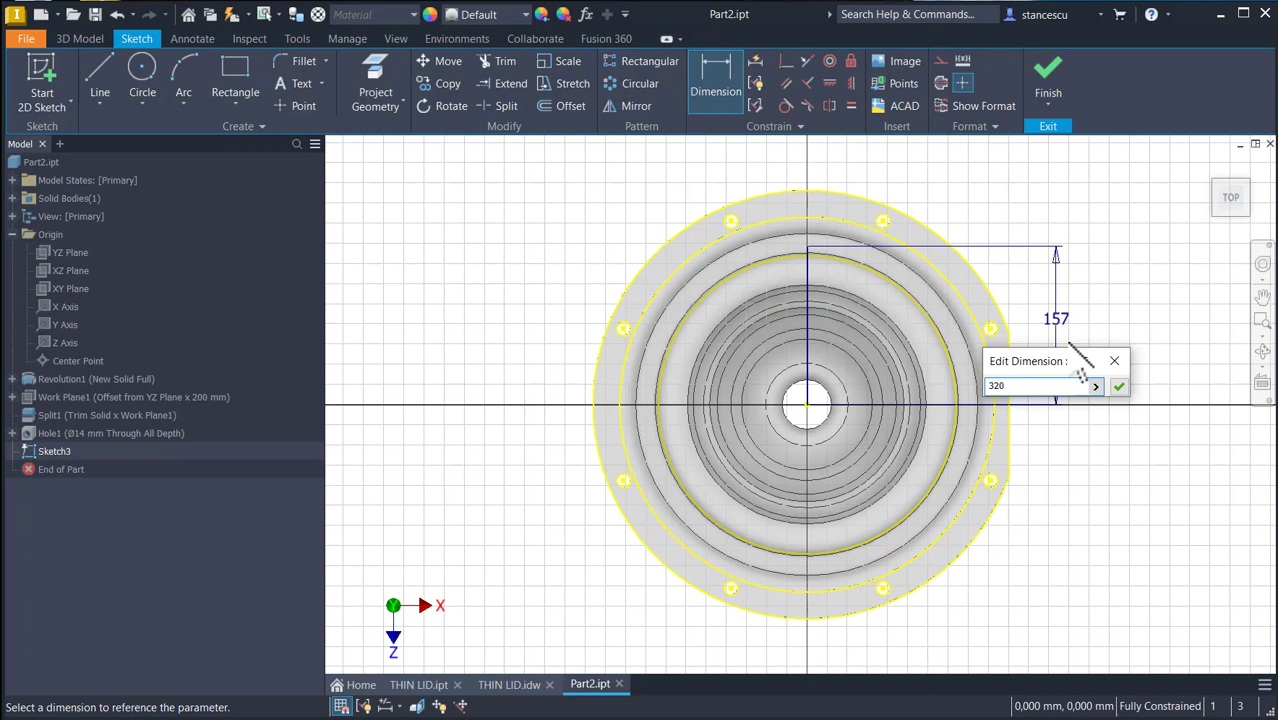 Material
Default
Part2.ipt
Search Help & Commands...
stancescu
File
3D Model
Sketch
Annotate
Inspect
Tools
Manage
View
Environments
Collaborate
Fusion 360
Start
2D Sketch
Line
Circle
Arc
Rectangle
Fillet
Text
Point
Project
Geometry
Move
Copy
Rotate
Trim
Extend
Split
Scale
Stretch
Offset
Rectangular
Circular
Mirror
Dimension
Image
Points
ACAD
Show Format
Finish
Sketch
Create
Modify
Pattern
Constrain
Insert
Format
Exit
Model
Part2.ipt
Model States: [Primary]
Solid Bodies(1)
View: [Primary]
Origin
YZ Plane
XZ Plane
XY Plane
X Axis
Y Axis
Z Axis
Center Point
Revolution1 (New Solid Full)
Work Plane1 (Offset from YZ Plane x 200 mm)
Split1 (Trim Solid x Work Plane1)
Hole1 (Ø14 mm Through All Depth)
Sketch3
End of Part
TOP
157
Edit Dimension :
320
Y
X
Z
Home
THIN LID.ipt
THIN LID.idw
Part2.ipt
Select a dimension to reference the parameter.
0,000 mm, 0,000 mm
Fully Constrained
1
3